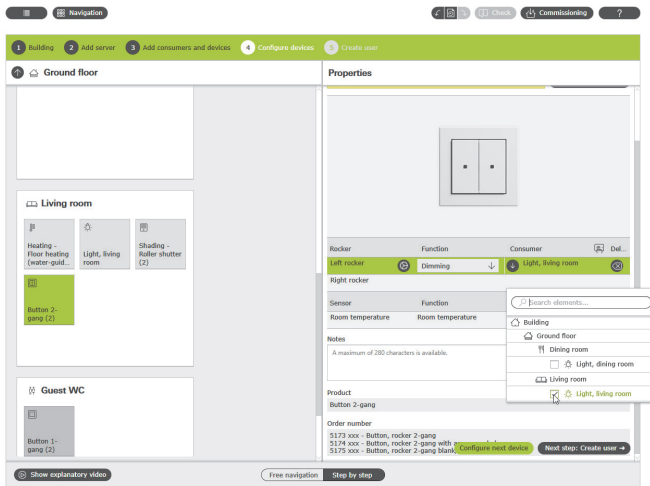 Navigation
Check
Commissioning
?
1 Building
2 Add server
3 Add consumers and devices
4 Configure devices
5 Create user
Ground floor
Properties
Living room
Heating -
Floor heating
(water-guid...
Light, living
room
Shading -
Roller shutter
(2)
Button 2-
gang (2)
Guest WC
Button 1-
gang (2)
Rocker Function Consumer Del...
Left rocker Dimming Light, living room
Right rocker
Sensor Function
Room temperature Room temperature
Search elements...
Building
Ground floor
Dining room
Light, dining room
Living room
Light, living room
Notes
A maximum of 280 characters is available.
Product
Button 2-gang
Order number
5173 xxx - Button, rocker 2-gang
5174 xxx - Button, rocker 2-gang with
5175 xxx - Button, rocker 2-gang blank
Configure next device
Next step: Create user
Show explanatory video
Free navigation
Step by step